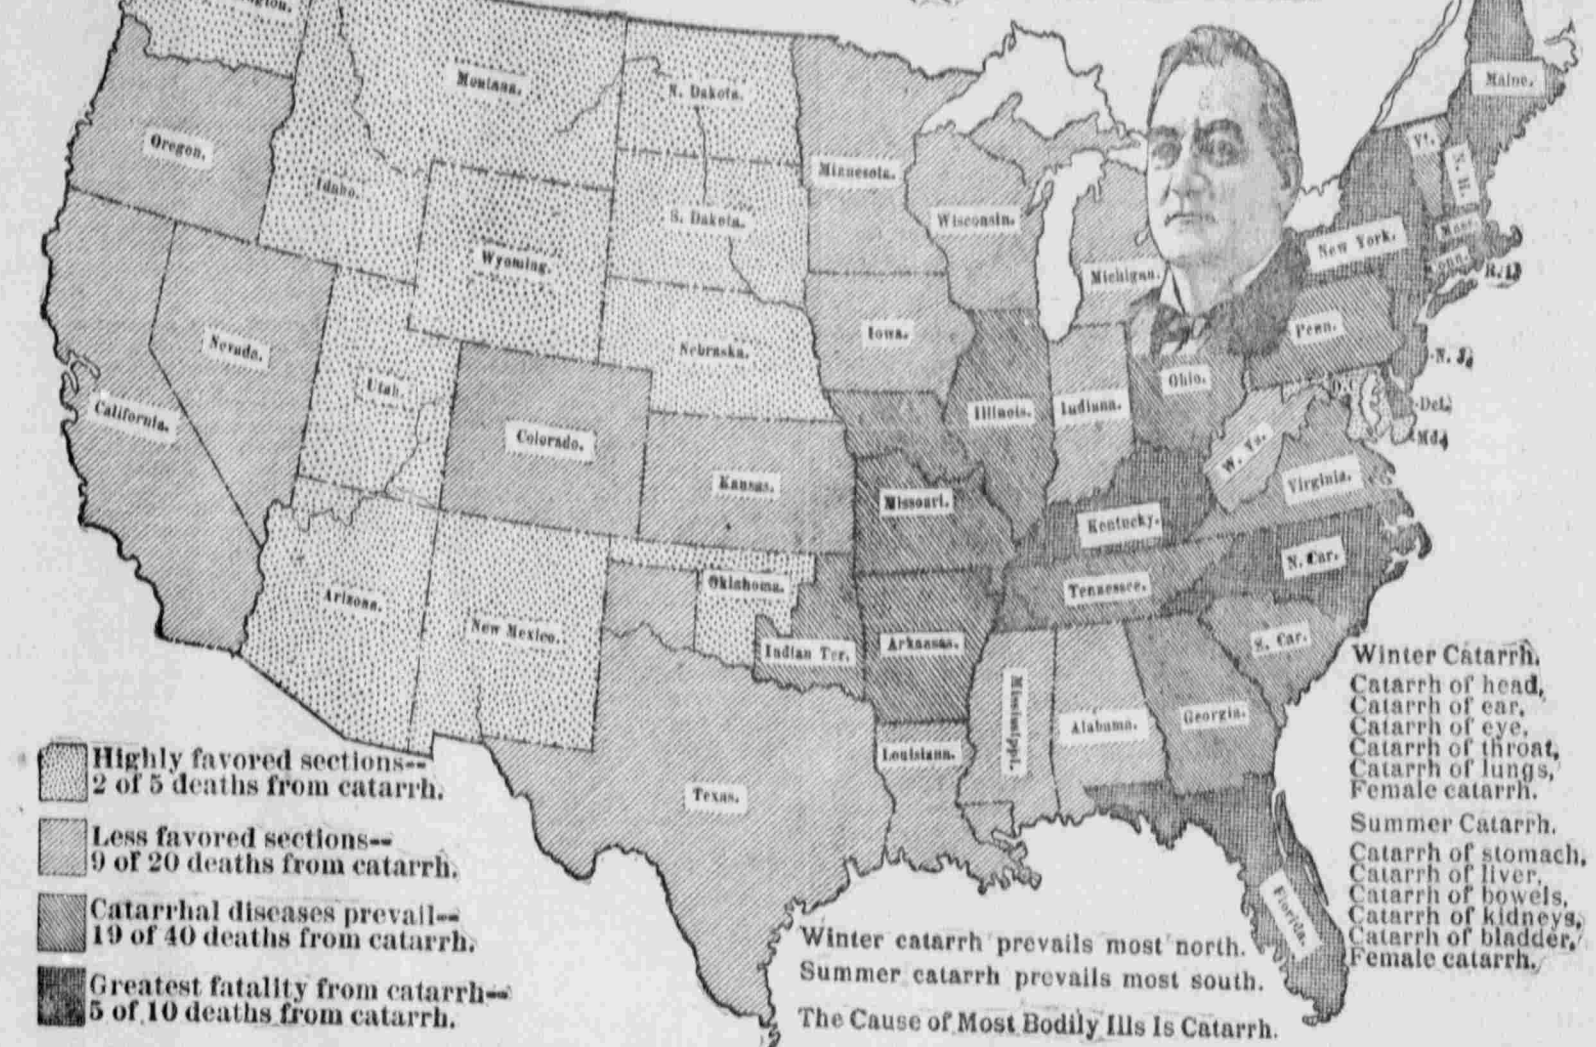 Montana.
N. Dakota.
Minnesota.
Maine.
Vt.
N. H.
Oregon.
Idaho.
S. Dakota.
Wisconsin.
New York.
Mass.
Wyoming.
Michigan.
R. I.
Nevada.
Nebraska.
Iowa.
Penn.
N. J.
Utah.
Ohio.
Illinois.
Indiana.
Del.
Md.
California.
Colorado.
W. Va.
Kansas.
Missouri.
Virginia.
Kentucky.
N. Car.
Oklahoma.
Tennessee.
Arizona.
New Mexico.
Indian Ter.
Arkansas.
S. Car.
Mississippi.
Alabama.
Georgia.
Louisiana.
Texas.
Florida.
Highly favored sections--
2 of 5 deaths from catarrh.
Less favored sections--
9 of 20 deaths from catarrh.
Catarrhal diseases prevail--
19 of 40 deaths from catarrh.
Greatest fatality from catarrh--
5 of 10 deaths from catarrh.
Winter catarrh prevails most north.
Summer catarrh prevails most south.
The Cause of Most Bodily Ills Is Catarrh.
Winter Catarrh.
Catarrh of head,
Catarrh of ear,
Catarrh of eye,
Catarrh of throat,
Catarrh of lungs,
Female catarrh.
Summer Catarrh.
Catarrh of stomach,
Catarrh of liver,
Catarrh of bowels,
Catarrh of kidneys,
Catarrh of bladder,
Female catarrh.